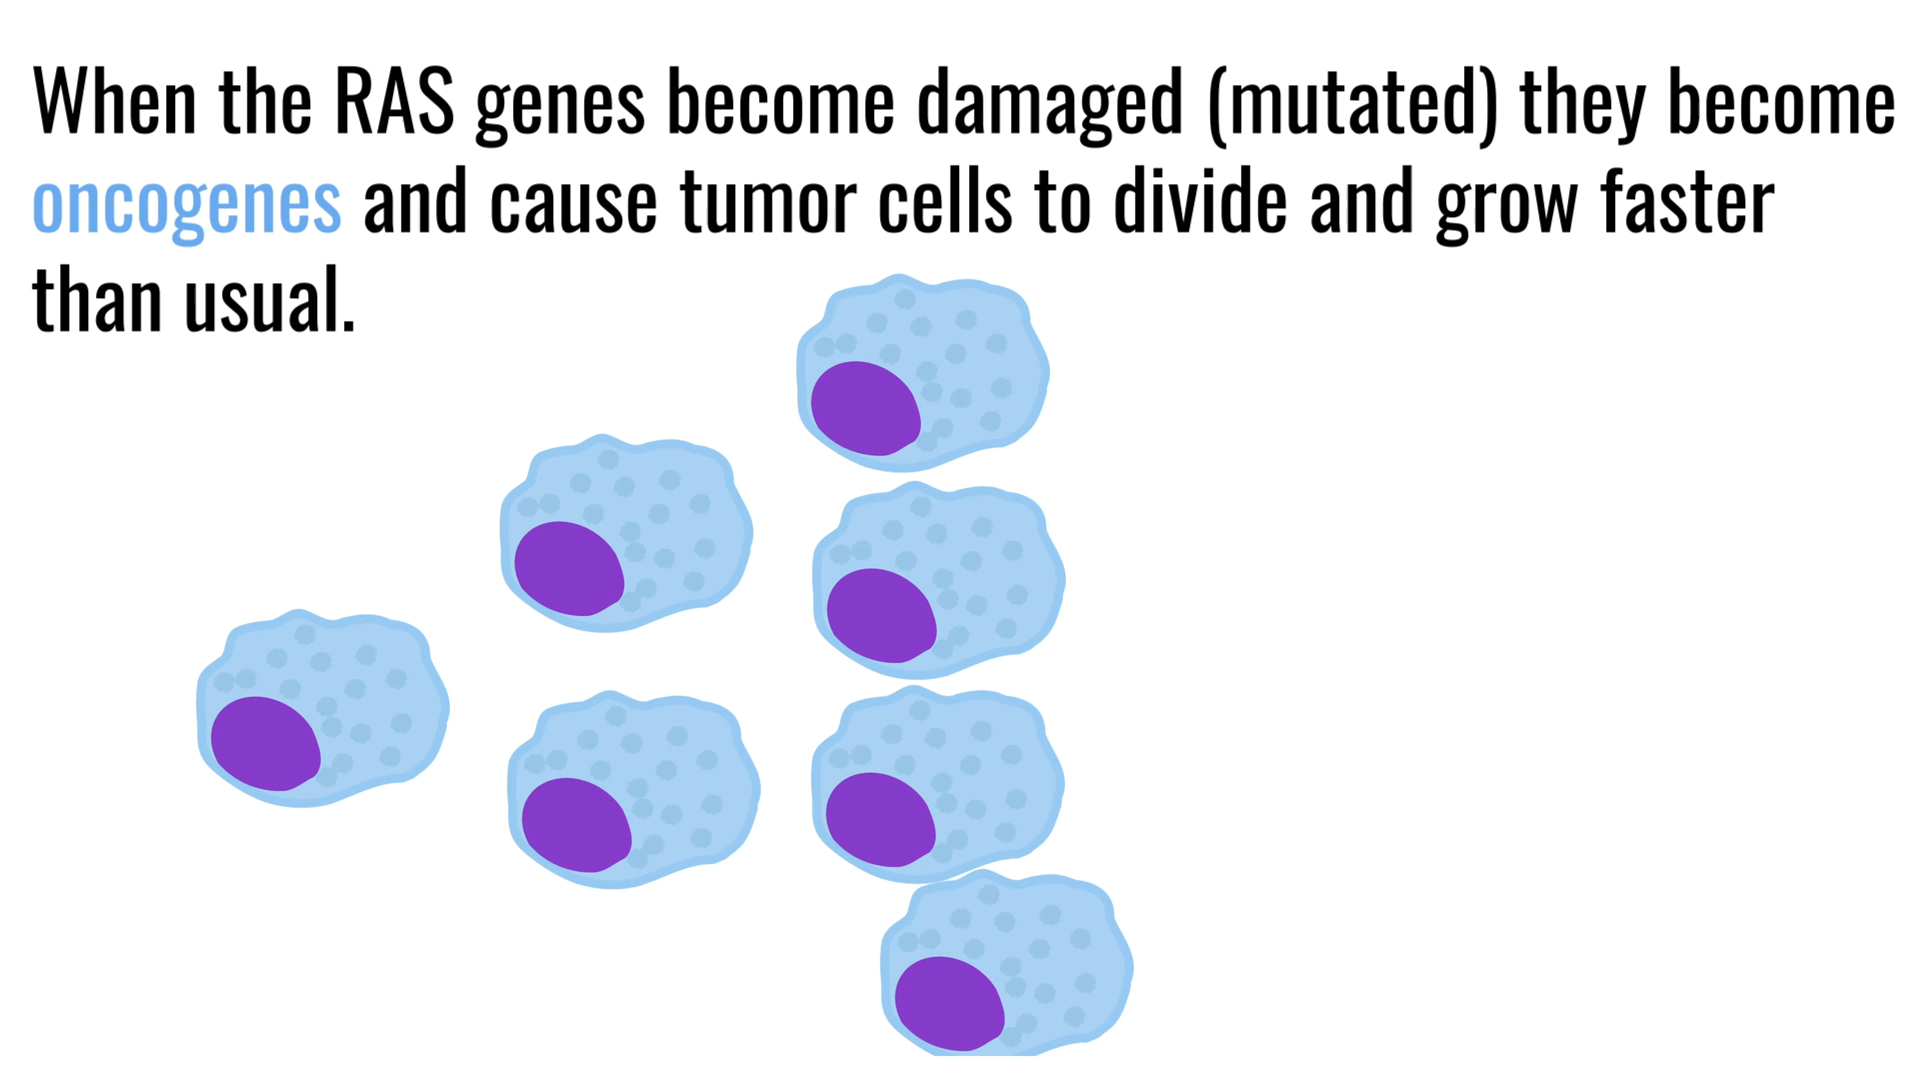 When the RAS genes become damaged (mutated) they become
oncogenes and cause tumor cells to divide and grow faster
than usual.